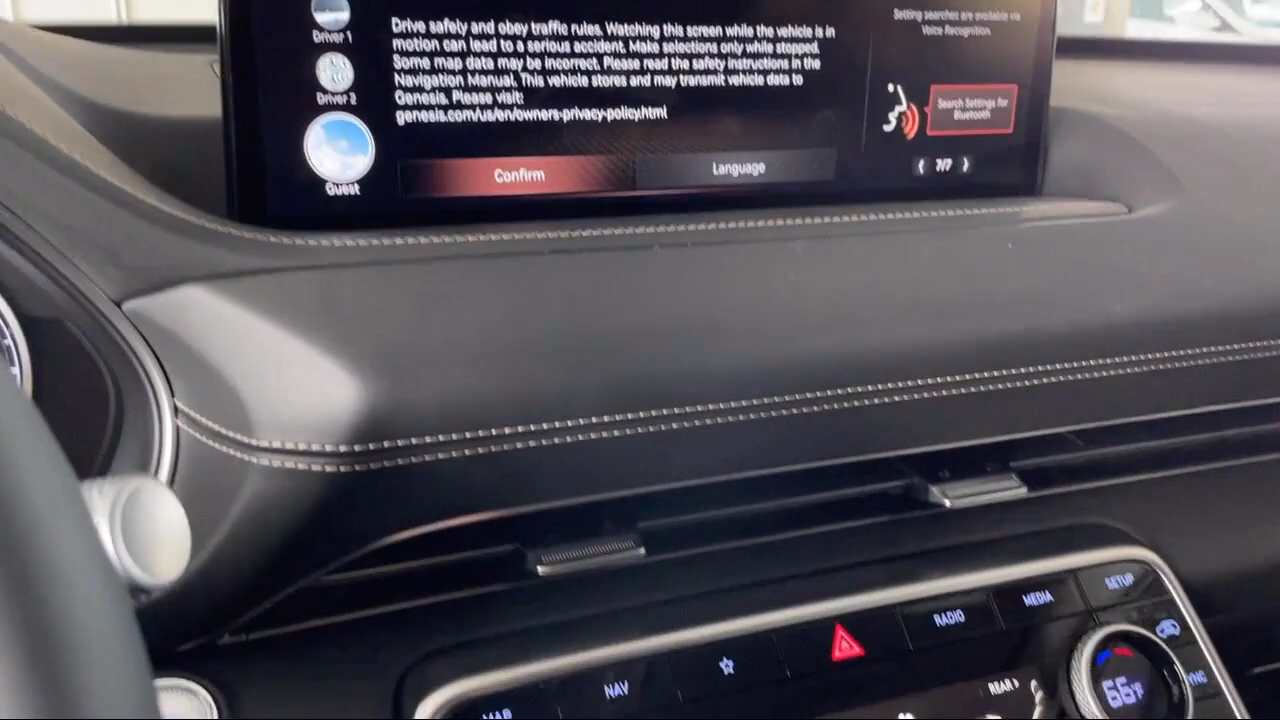 Driver 1
Driver 2
Guest
Drive safely and obey traffic rules. Watching this screen while the vehicle is in
motion can lead to a serious accident. Make selections only while stopped.
Some map data may be incorrect. Please read the safety instructions in the
Navigation Manual. This vehicle stores and may transmit vehicle data to
Genesis. Please visit:
genesis.com/us/en/owners-privacy-policy.html
Confirm
Language
Setting searches are available via
Voice Recognition.
Search Settings for
Bluetooth
7/7
MAP
NAV
RADIO
MEDIA
SETUP
REAR
66°F